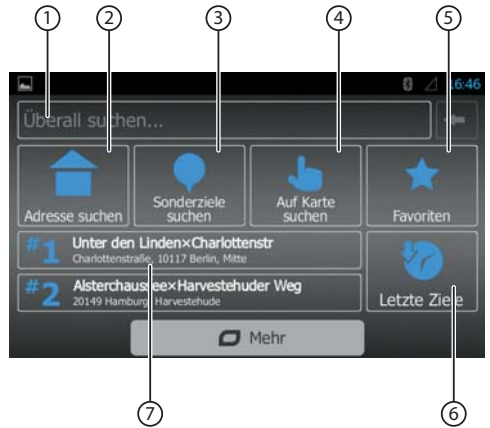 1 2 3 4 5
16:46
Überall suchen...
Adresse suchen
Sonderziele suchen
Auf Karte suchen
Favoriten
#1 Unter den Linden×Charlottenstr
Charlottenstraße, 10117 Berlin, Mitte
#2 Alsterchaussee×Harvestehuder Weg
20149 Hamburg, Harvestehude
Letzte Ziele
Mehr
7 6